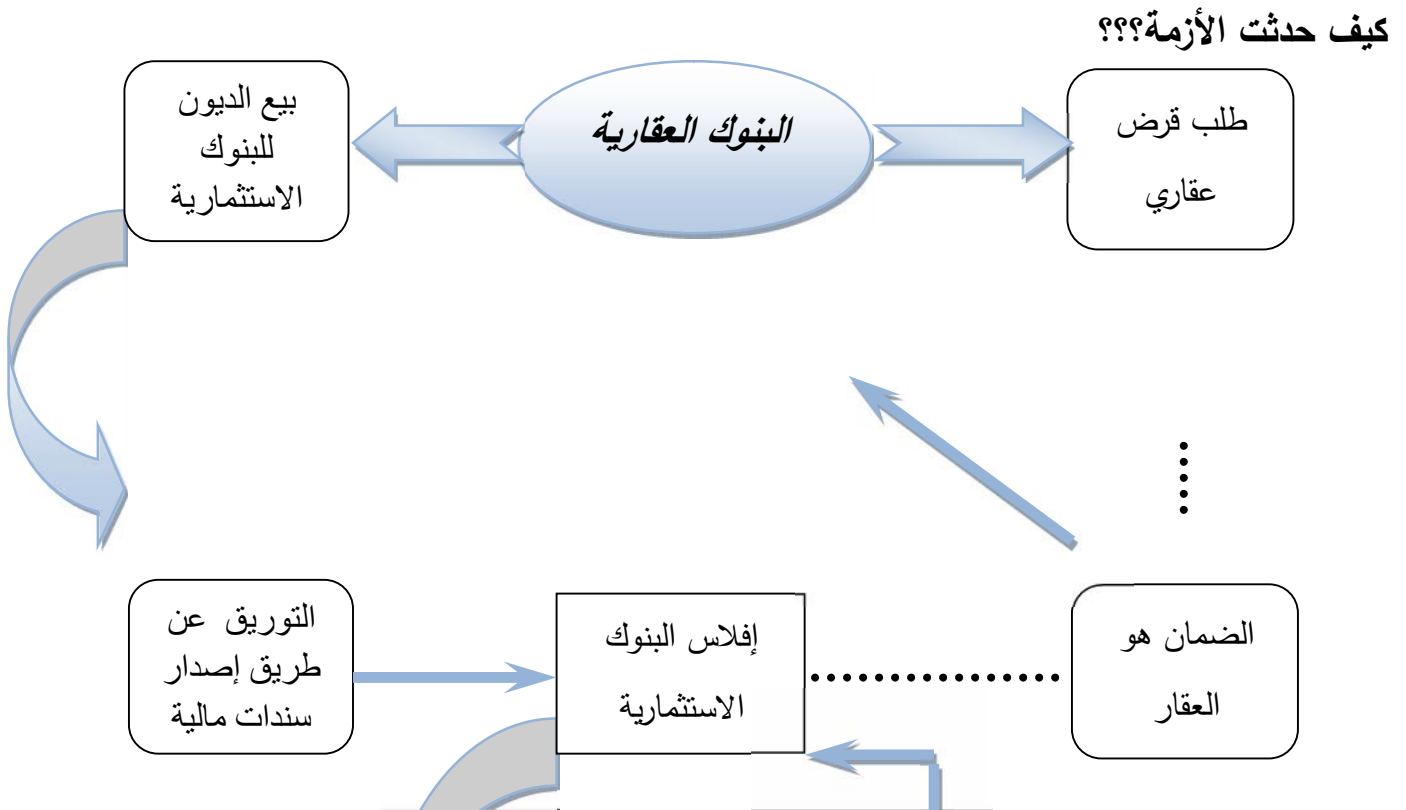 كيف حدثت الأزمة؟؟؟
طلب قرض
عقاري
البنوك العقارية
بيع الديون
للبنوك
الاستثمارية
الضمان هو
العقار
إفلاس البنوك
الاستثمارية
التوريق عن
طريق إصدار
سندات مالية